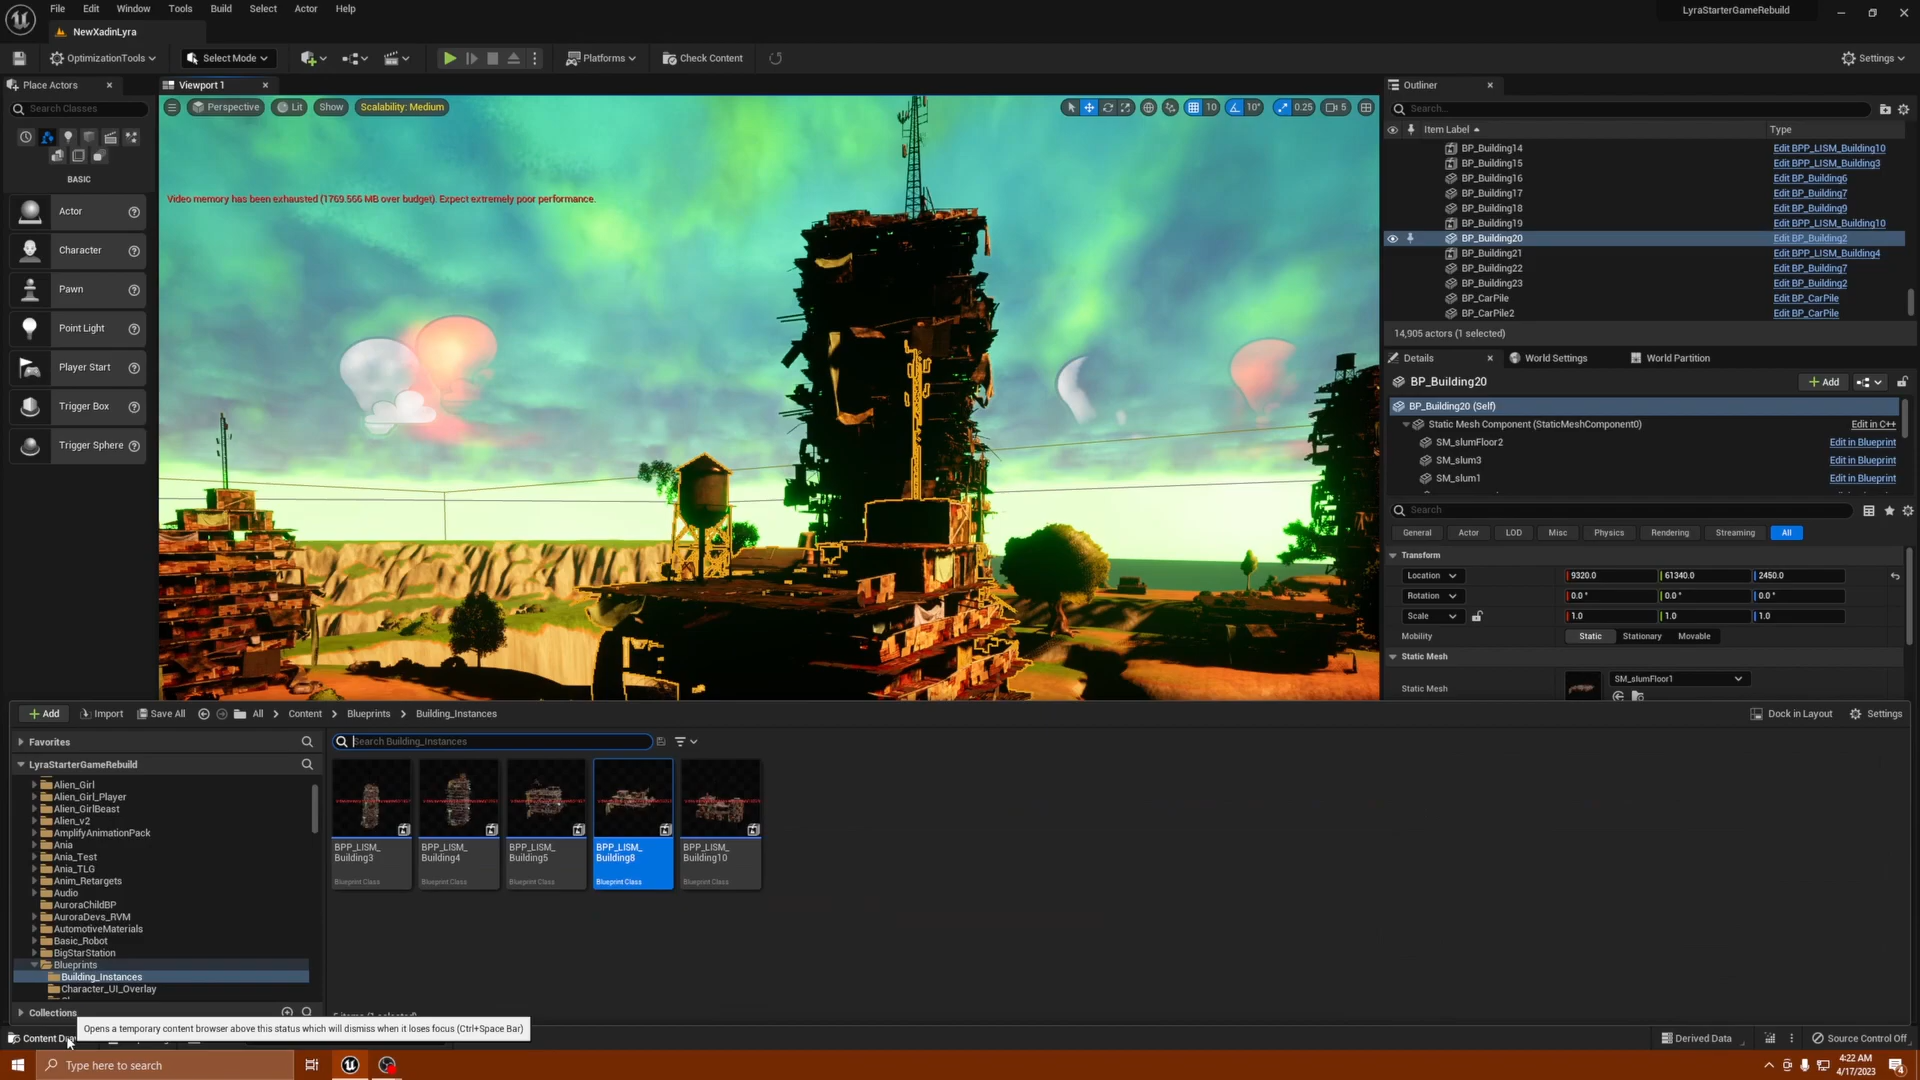 File Edit Window Tools Build Select Actor Help
LyraStarterGameRebuild
NewXadinLyra
OptimizationTools
Select Mode
Platforms
Check Content
Settings
Place Actors
Viewport 1
Outliner
Search Classes
Perspective
Lit
Show
Scalability: Medium
10
10°
0.25
5
Search...
Item Label
Type
BASIC
Video memory has been exhausted (1769.566 MB over budget). Expect extremely poor performance.
BP_Building14 Edit BPP_LISM_Building10
BP_Building15 Edit BPP_LISM_Building3
BP_Building16 Edit BP_Building6
BP_Building17 Edit BP_Building7
BP_Building18 Edit BP_Building9
BP_Building19 Edit BPP_LISM_Building10
BP_Building20 Edit BP_Building2
BP_Building21 Edit BPP_LISM_Building4
BP_Building22 Edit BP_Building7
BP_Building23 Edit BP_Building2
BP_CarPile Edit BP_CarPile
BP_CarPile2 Edit BP_CarPile
14,905 actors (1 selected)
Actor
Character
Pawn
Point Light
Player Start
Trigger Box
Trigger Sphere
Details
World Settings
World Partition
BP_Building20
Add
BP_Building20 (Self)
Static Mesh Component (StaticMeshComponent0) Edit in C++
SM_slumFloor2 Edit in Blueprint
SM_slum3 Edit in Blueprint
SM_slum1 Edit in Blueprint
Search
General Actor LOD Misc Physics Rendering Streaming All
Transform
Location 9320.0 61340.0 2450.0
Rotation 0.0° 0.0° 0.0°
Scale 1.0 1.0 1.0
Mobility Static Stationary Movable
Static Mesh
Static Mesh SM_slumFloor1
Add Import Save All All Content Blueprints Building_Instances
Dock in Layout Settings
Favorites
Search Building_Instances
LyraStarterGameRebuild
Alien_Girl
Alien_Girl_Player
Alien_GirlBeast
Alien_v2
AmplifyAnimationPack
Ania
Ania_Test
Ania_TLG
Anim_Retargets
Audio
AuroraChildBP
AuroraDevs_RVM
AutomotiveMaterials
Basic_Robot
BigStarStation
Blueprints
Building_Instances
Character_UI_Overlay
BPP_LISM_
Building3
Blueprint Class
BPP_LISM_
Building4
Blueprint Class
BPP_LISM_
Building5
Blueprint Class
BPP_LISM_
Building8
Blueprint Class
BPP_LISM_
Building10
Blueprint Class
Collections
Opens a temporary content browser above this status which will dismiss when it loses focus (Ctrl+Space Bar)
Content
Derived Data
Source Control Off
Type here to search
4:22 AM
4/17/2023
4